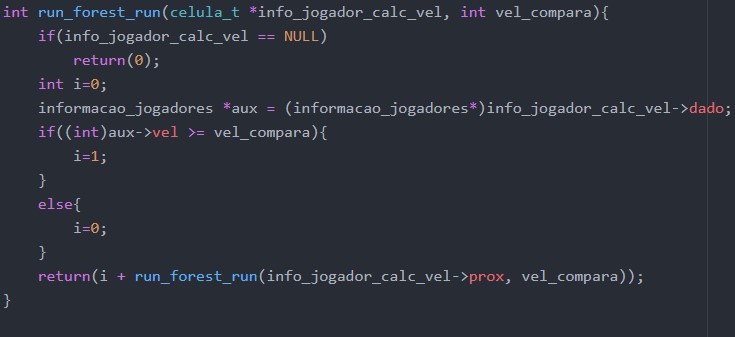 int run_forest_run(celula_t *info_jogador_calc_vel, int vel_compara){
    if(info_jogador_calc_vel == NULL)
        return(0);
    int i=0;
    informacao_jogadores *aux = (informacao_jogadores*)info_jogador_calc_vel->dado;
    if((int)aux->vel >= vel_compara){
        i=1;
    }
    else{
        i=0;
    }
    return(i + run_forest_run(info_jogador_calc_vel->prox, vel_compara));
}